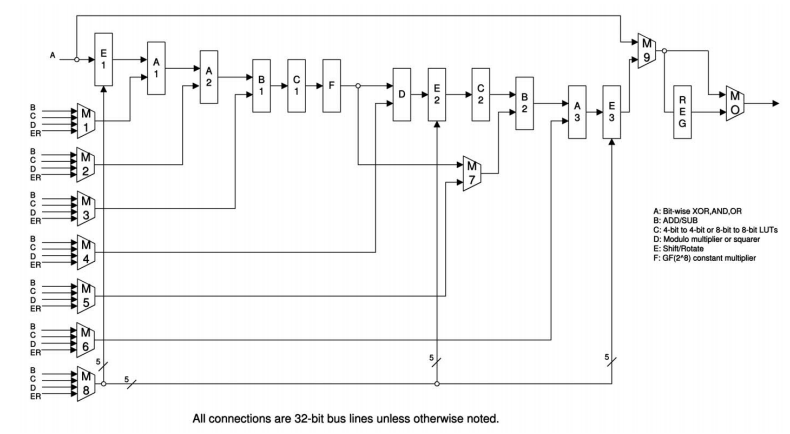 A
E 1
A 1
A 2
B 1
C 1
F
D
E 2
C 2
B 2
A 3
E 3
M 9
R E G
M O
B
C
D
ER
M 1
B
C
D
ER
M 2
B
C
D
ER
M 3
B
C
D
ER
M 4
B
C
D
ER
M 5
B
C
D
ER
M 6
B
C
D
ER
M 8
M 7
5
5
5
5
A: Bit-wise XOR,AND,OR
B: ADD/SUB
C: 4-bit to 4-bit or 8-bit to 8-bit LUTs
D: Modulo multiplier or squarer
E: Shift/Rotate
F: GF(2^8) constant multiplier
All connections are 32-bit bus lines unless otherwise noted.